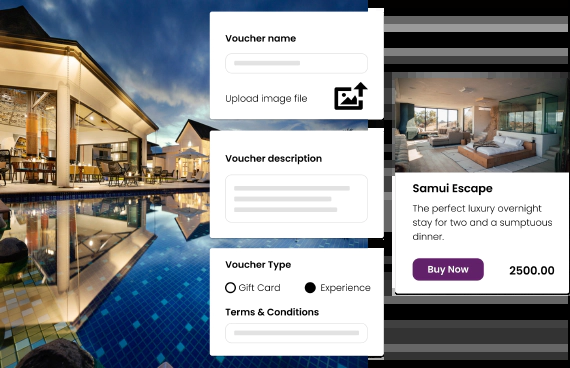 Voucher name
Upload image file
Voucher description
Voucher Type
Gift Card
Experience
Terms & Conditions
Samui Escape
The perfect luxury overnight
stay for two and a sumptuous
dinner.
Buy Now
2500.00